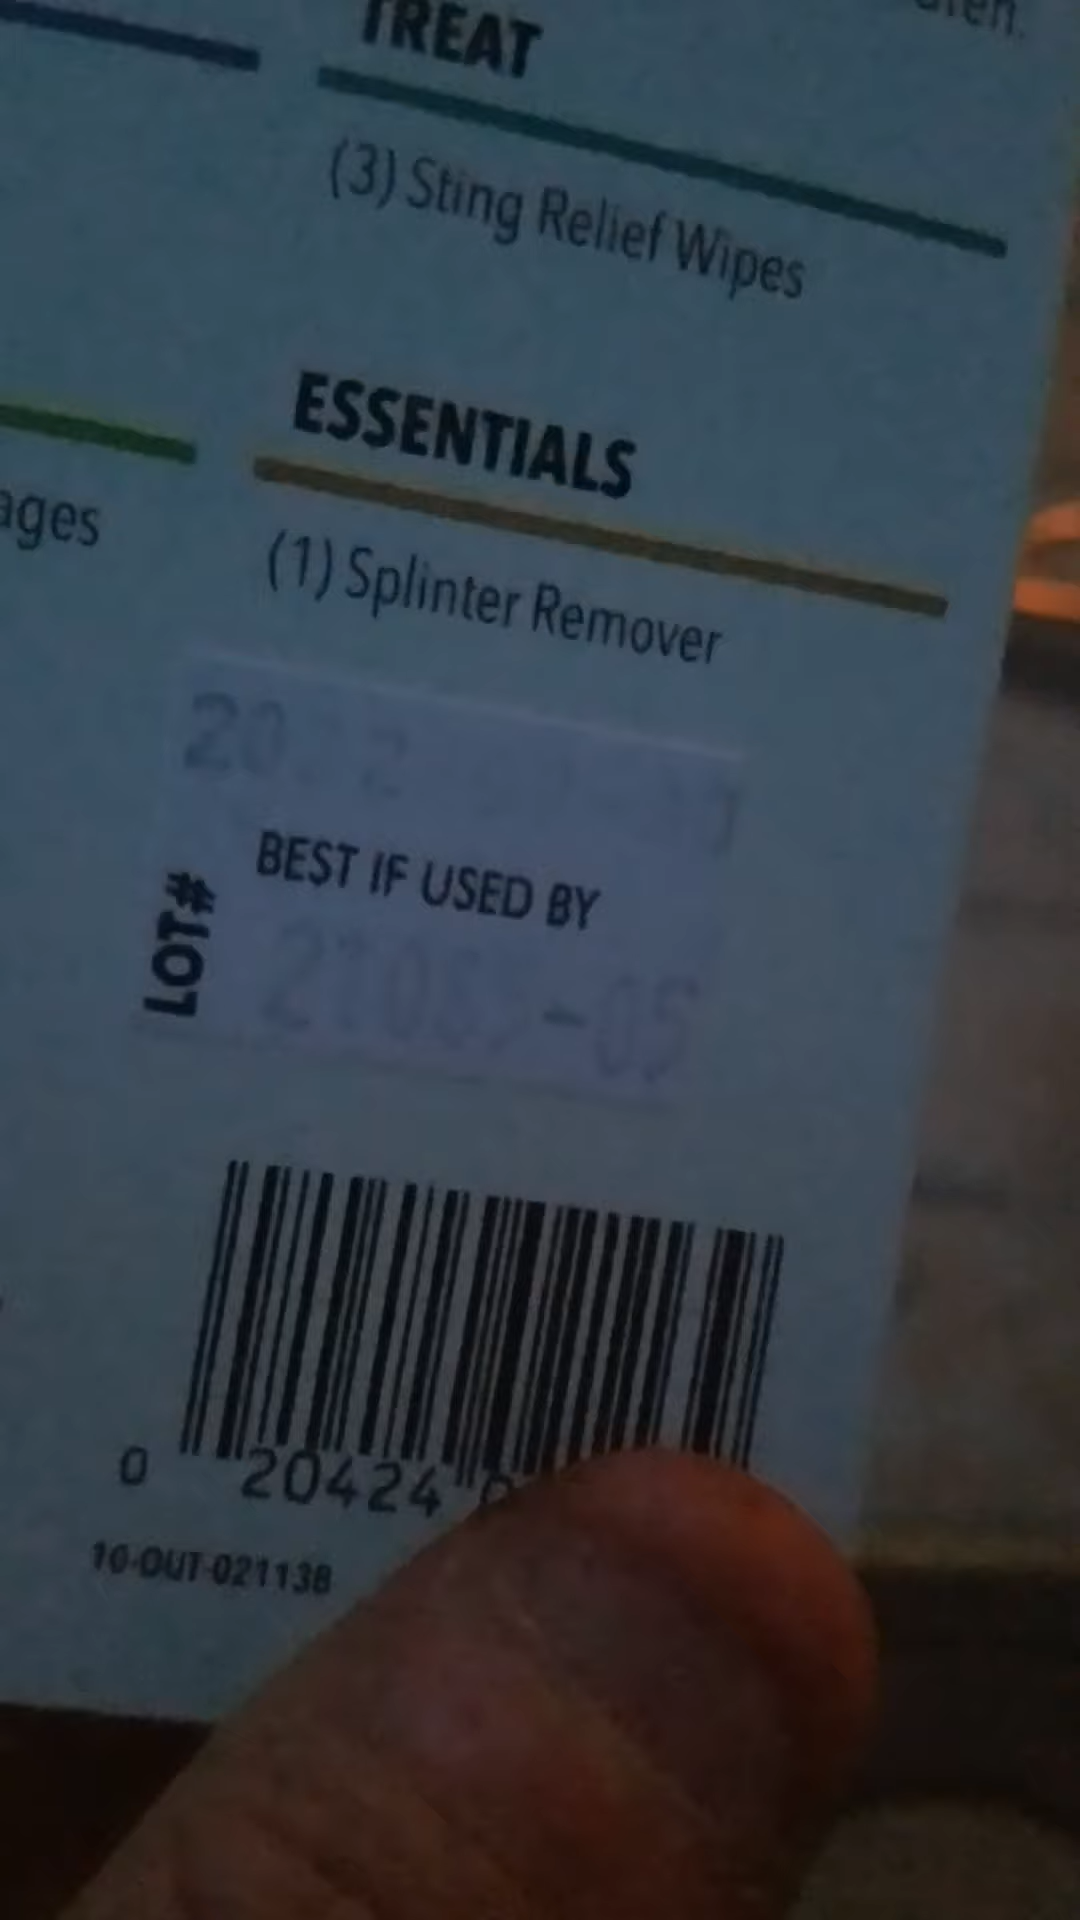 TREAT
(3) Sting Relief Wipes
ESSENTIALS
(1) Splinter Remover
BEST IF USED BY
LOT#
0 20424
10-OUT-021138